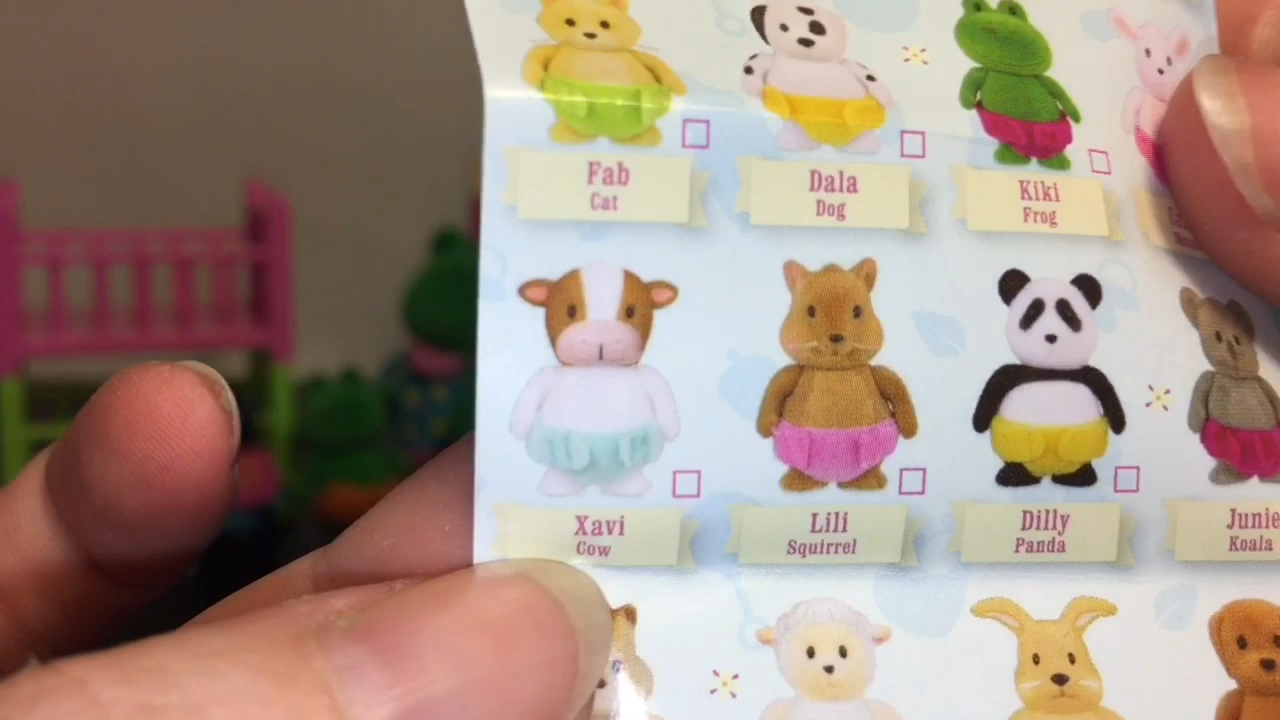 Fab
Cat
Dala
Dog
Kiki
Frog
Xavi
Cow
Lili
Squirrel
Dilly
Panda
Junie
Koala